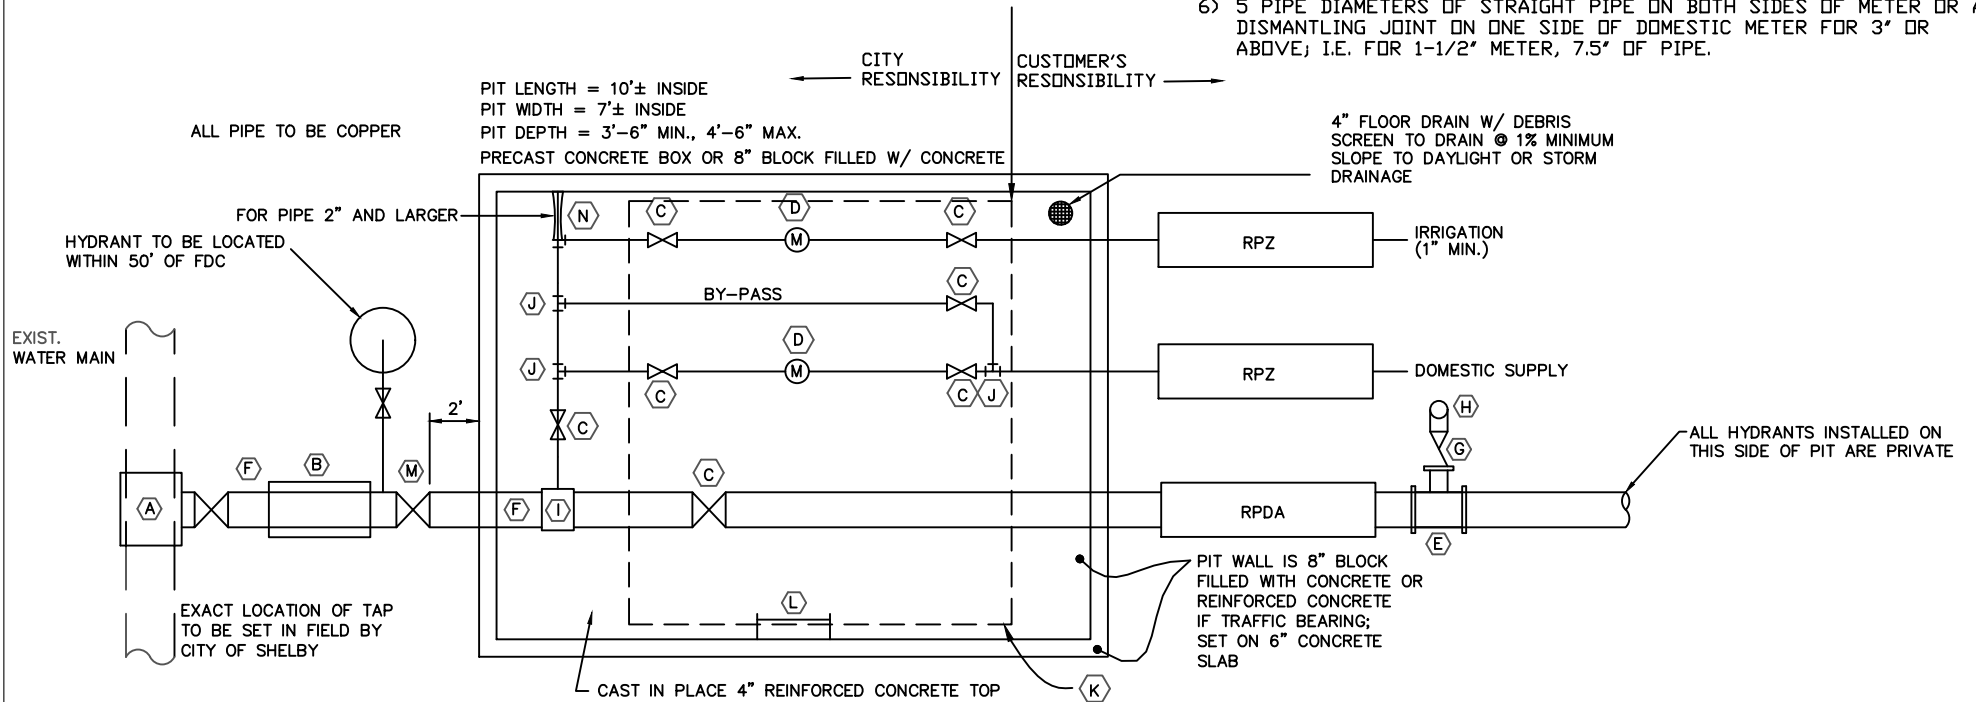 6) 5 PIPE DIAMETERS OF STRAIGHT PIPE ON BOTH SIDES OF METER OR A
DISMANTLING JOINT ON ONE SIDE OF DOMESTIC METER FOR 3" OR
ABOVE; I.E. FOR 1-1/2" METER, 7.5" OF PIPE.
CITY
RESONSIBILITY
CUSTOMER'S
RESONSIBILITY
PIT LENGTH = 10'± INSIDE
PIT WIDTH = 7'± INSIDE
PIT DEPTH = 3'-6" MIN., 4'-6" MAX.
PRECAST CONCRETE BOX OR 8" BLOCK FILLED W/ CONCRETE
ALL PIPE TO BE COPPER
4" FLOOR DRAIN W/ DEBRIS
SCREEN TO DRAIN @ 1% MINIMUM
SLOPE TO DAYLIGHT OR STORM
DRAINAGE
FOR PIPE 2" AND LARGER
N
C
D
C
M
RPZ
IRRIGATION
(1" MIN.)
HYDRANT TO BE LOCATED
WITHIN 50' OF FDC
J
BY-PASS
C
EXIST.
WATER MAIN
J
C
D
M
C
J
RPZ
DOMESTIC SUPPLY
2'
C
H
G
ALL HYDRANTS INSTALLED ON
THIS SIDE OF PIT ARE PRIVATE
A
F
B
M
F
I
C
RPDA
E
EXACT LOCATION OF TAP
TO BE SET IN FIELD BY
CITY OF SHELBY
L
PIT WALL IS 8" BLOCK
FILLED WITH CONCRETE OR
REINFORCED CONCRETE
IF TRAFFIC BEARING;
SET ON 6" CONCRETE
SLAB
CAST IN PLACE 4" REINFORCED CONCRETE TOP
K